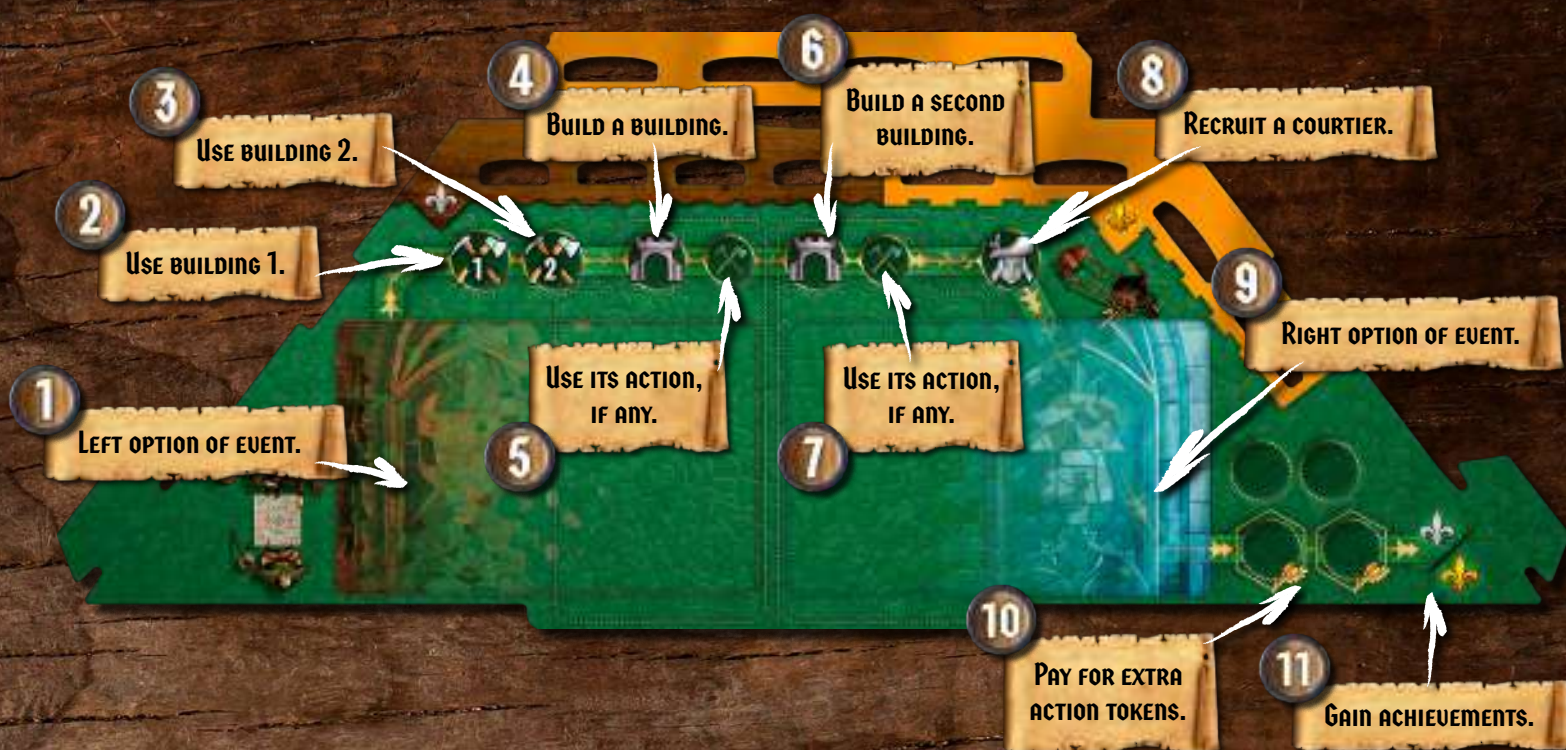 1
Left option of event.
2
Use building 1.
3
Use building 2.
4
Build a building.
5
Use its action,
if any.
6
Build a second
building.
7
Use its action,
if any.
8
Recruit a courtier.
9
Right option of event.
10
Pay for extra
action tokens.
11
Gain achievements.
1
2